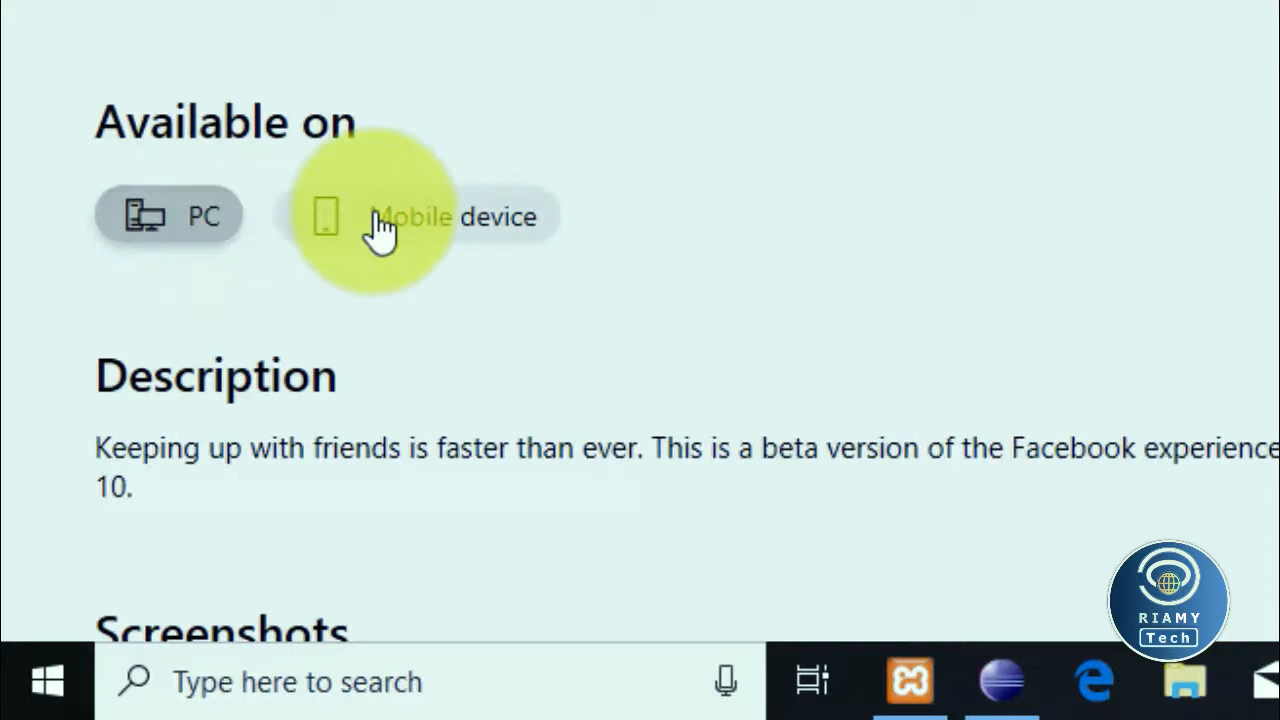 Available on
PC
Mobile device
Description
Keeping up with friends is faster than ever. This is a beta version of the Facebook experience
10.
Screenshots
RIAMY
Tech
Type here to search